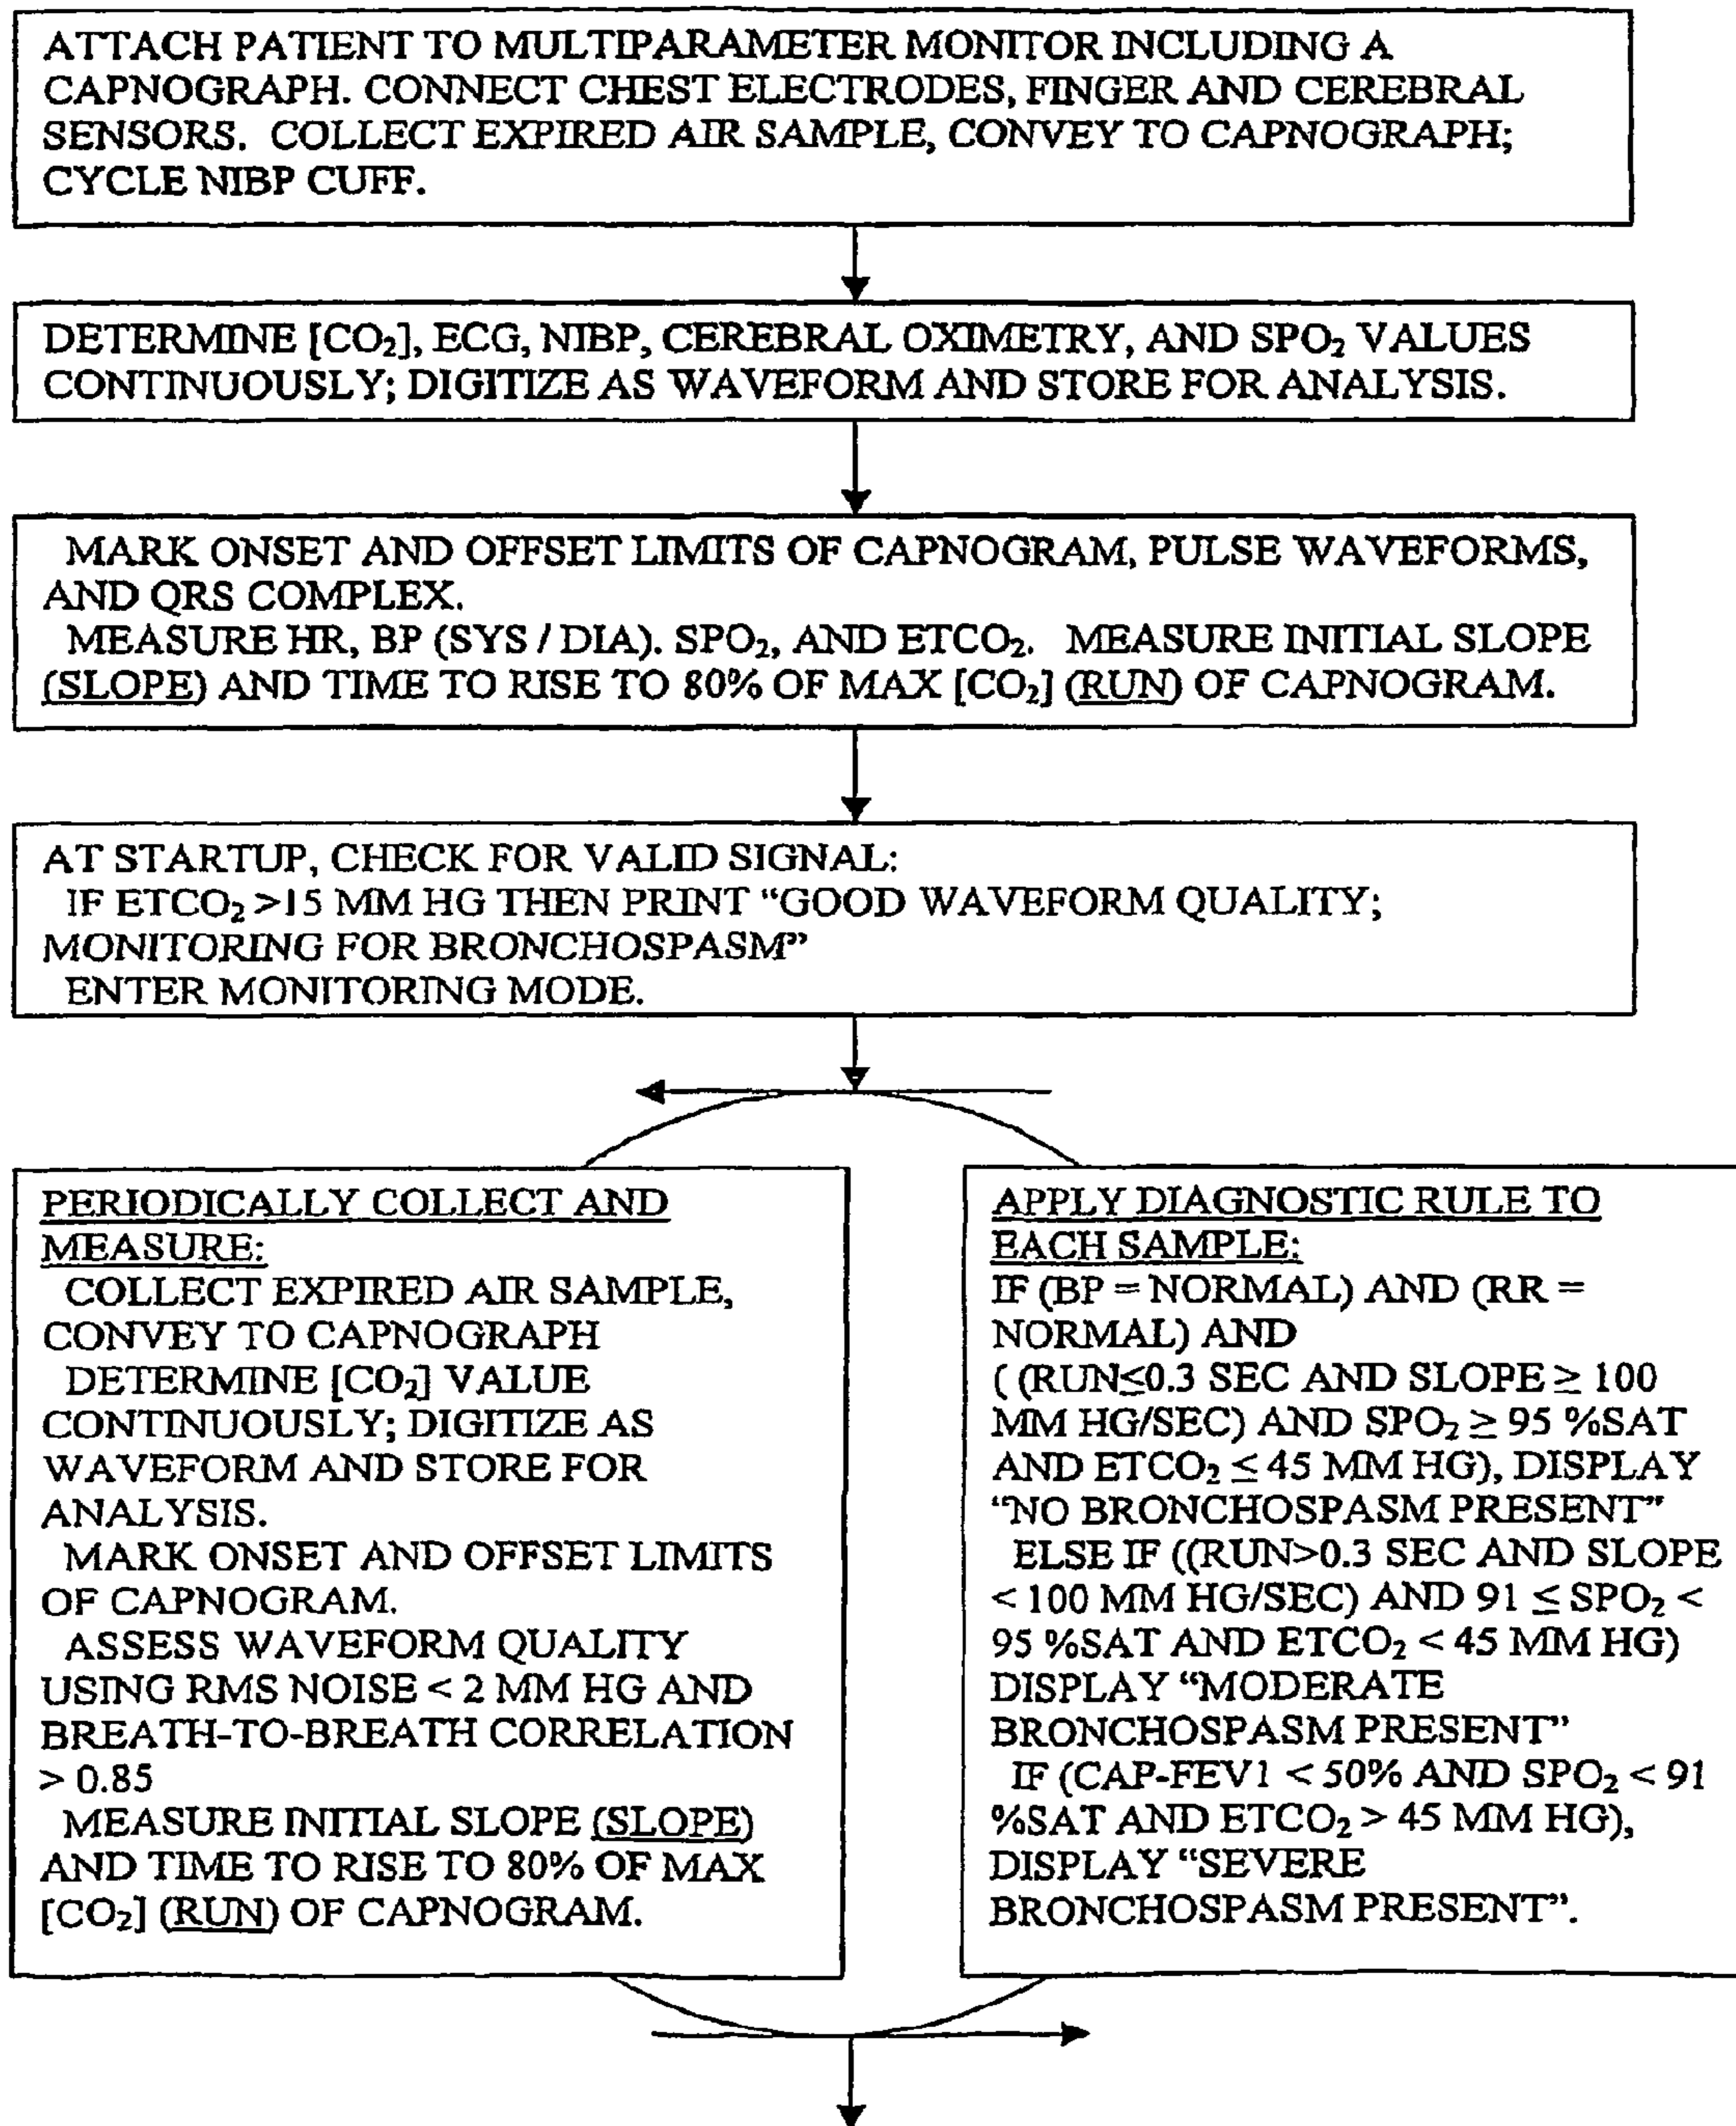 ATTACH PATIENT TO MULTIPARAMETER MONITOR INCLUDING A
CAPNOGRAPH. CONNECT CHEST ELECTRODES, FINGER AND CEREBRAL
SENSORS. COLLECT EXPIRED AIR SAMPLE, CONVEY TO CAPNOGRAPH;
CYCLE NIBP CUFF.
DETERMINE [CO₂], ECG, NIBP, CEREBRAL OXIMETRY, AND SPO₂ VALUES
CONTINUOUSLY; DIGITIZE AS WAVEFORM AND STORE FOR ANALYSIS.
MARK ONSET AND OFFSET LIMITS OF CAPNOGRAM, PULSE WAVEFORMS,
AND QRS COMPLEX.
MEASURE HR, BP (SYS / DIA). SPO₂, AND ETCO₂. MEASURE INITIAL SLOPE
(SLOPE) AND TIME TO RISE TO 80% OF MAX [CO₂] (RUN) OF CAPNOGRAM.
AT STARTUP, CHECK FOR VALID SIGNAL:
IF ETCO₂ >15 MM HG THEN PRINT “GOOD WAVEFORM QUALITY;
MONITORING FOR BRONCHOSPASM”
ENTER MONITORING MODE.
PERIODICALLY COLLECT AND
MEASURE:
COLLECT EXPIRED AIR SAMPLE,
CONVEY TO CAPNOGRAPH
DETERMINE [CO₂] VALUE
CONTINUOUSLY; DIGITIZE AS
WAVEFORM AND STORE FOR
ANALYSIS.
MARK ONSET AND OFFSET LIMITS
OF CAPNOGRAM.
ASSESS WAVEFORM QUALITY
USING RMS NOISE < 2 MM HG AND
BREATH-TO-BREATH CORRELATION
> 0.85
MEASURE INITIAL SLOPE (SLOPE)
AND TIME TO RISE TO 80% OF MAX
[CO₂] (RUN) OF CAPNOGRAM.
APPLY DIAGNOSTIC RULE TO
EACH SAMPLE:
IF (BP = NORMAL) AND (RR =
NORMAL) AND
( (RUN≤0.3 SEC AND SLOPE ≥ 100
MM HG/SEC) AND SPO₂ ≥ 95 %SAT
AND ETCO₂ ≤ 45 MM HG), DISPLAY
“NO BRONCHOSPASM PRESENT”
ELSE IF ((RUN>0.3 SEC AND SLOPE
< 100 MM HG/SEC) AND 91 ≤ SPO₂ <
95 %SAT AND ETCO₂ < 45 MM HG)
DISPLAY “MODERATE
BRONCHOSPASM PRESENT”
IF (CAP-FEV1 < 50% AND SPO₂ < 91
%SAT AND ETCO₂ > 45 MM HG),
DISPLAY “SEVERE
BRONCHOSPASM PRESENT”.